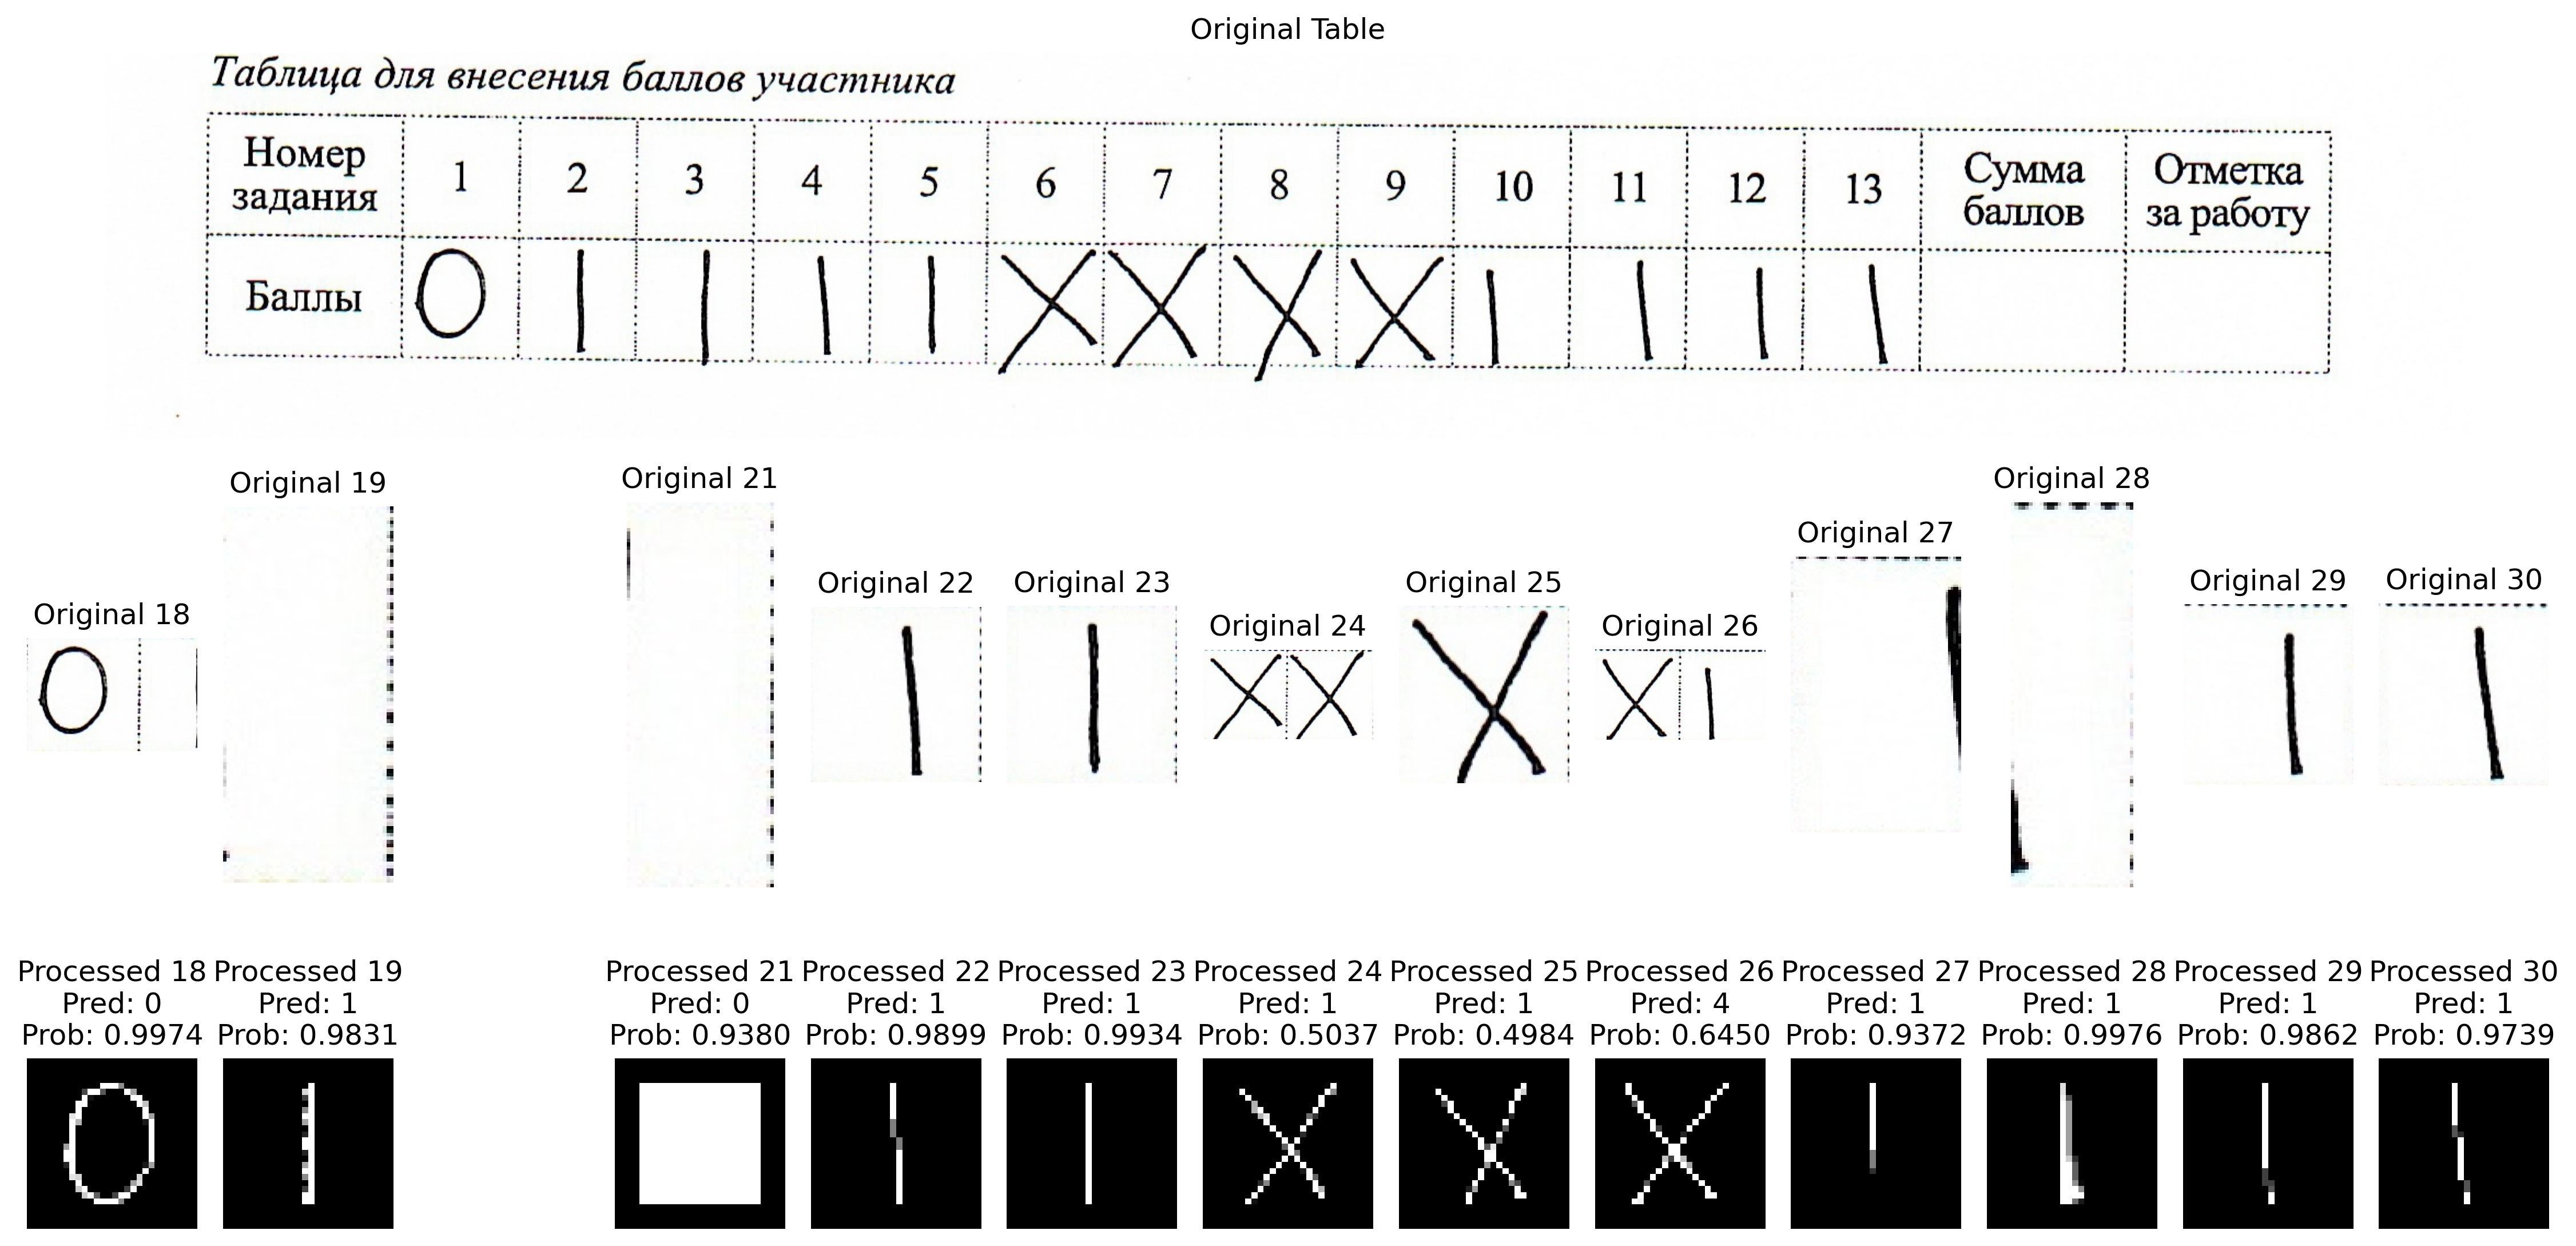 Original Table
Таблица для внесения баллов участника
Номер задания 1 2 3 4 5 6 7 8 9 10 11 12 13 Сумма баллов Отметка за работу
Баллы 0 1 1 1 1 X X X X 1 1 1 1
Original 18 Original 19 Original 21 Original 22 Original 23 Original 24 Original 25 Original 26 Original 27 Original 28 Original 29 Original 30
Processed 18 Processed 19 Processed 21 Processed 22 Processed 23 Processed 24 Processed 25 Processed 26 Processed 27 Processed 28 Processed 29 Processed 30
Pred: 0 Pred: 1 Pred: 0 Pred: 1 Pred: 1 Pred: 1 Pred: 1 Pred: 4 Pred: 1 Pred: 1 Pred: 1 Pred: 1
Prob: 0.9974 Prob: 0.9831 Prob: 0.9380 Prob: 0.9899 Prob: 0.9934 Prob: 0.5037 Prob: 0.4984 Prob: 0.6450 Prob: 0.9372 Prob: 0.9976 Prob: 0.9862 Prob: 0.9739